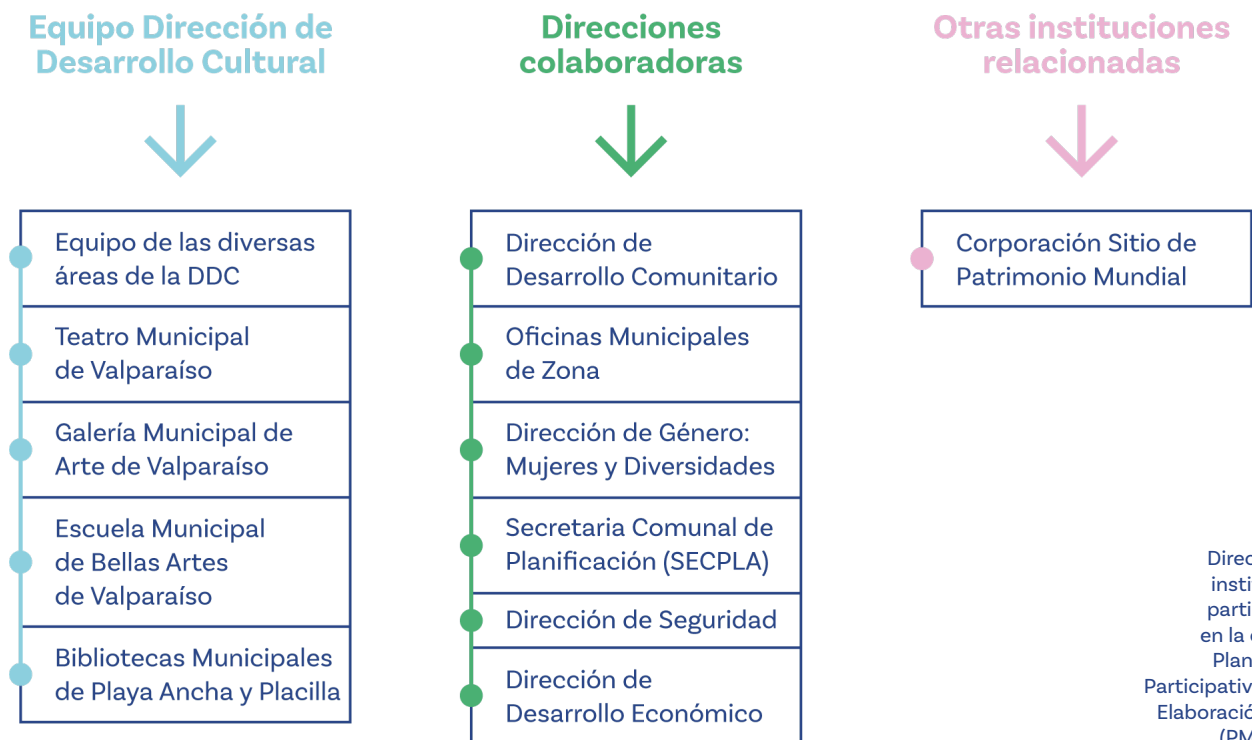 Equipo Dirección de
Desarrollo Cultural
Equipo de las diversas
áreas de la DDC
Teatro Municipal
de Valparaíso
Galería Municipal de
Arte de Valparaíso
Escuela Municipal
de Bellas Artes
de Valparaíso
Bibliotecas Municipales
de Playa Ancha y Placilla
Direcciones
colaboradoras
Dirección de
Desarrollo Comunitario
Oficinas Municipales
de Zona
Dirección de Género:
Mujeres y Diversidades
Secretaria Comunal de
Planificación (SECPLA)
Dirección de Seguridad
Dirección de
Desarrollo Económico
Otras instituciones
relacionadas
Corporación Sitio de
Patrimonio Mundial
en la
Plan